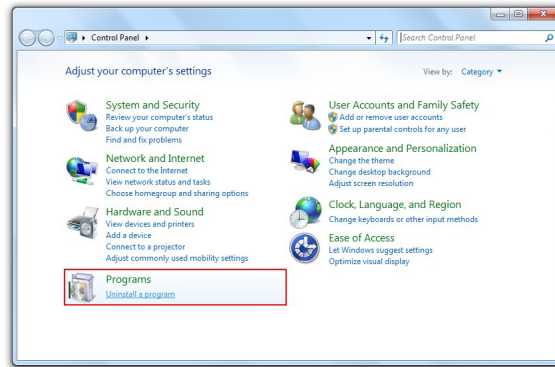 Control Panel
Search Control Panel
Adjust your computer's settings
View by: Category
System and Security
Review your computer's status
Back up your computer
Find and fix problems
Network and Internet
Connect to the Internet
View network status and tasks
Choose homegroup and sharing options
Hardware and Sound
View devices and printers
Add a device
Connect to a projector
Adjust commonly used mobility settings
Programs
Uninstall a program
User Accounts and Family Safety
Add or remove user accounts
Set up parental controls for any user
Appearance and Personalization
Change the theme
Change desktop background
Adjust screen resolution
Clock, Language, and Region
Change keyboards or other input methods
Ease of Access
Let Windows suggest settings
Optimize visual display